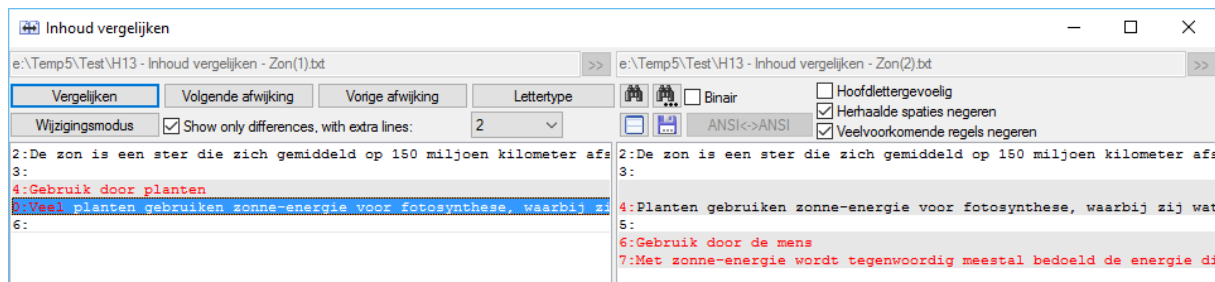 Inhoud vergelijken
e:\Temp5\Test\H13 - Inhoud vergelijken - Zon(1).txt >> e:\Temp5\Test\H13 - Inhoud vergelijken - Zon(2).txt >>
Vergelijken Volgende afwijking Vorige afwijking Lettertype Binair Hoofdlettergevoelig
Herhaalde spaties negeren
Wijzigingsmodus Show only differences, with extra lines: 2 ANSI<->ANSI Veelvoorkomende regels negeren
2:De zon is een ster die zich gemiddeld op 150 miljoen kilometer afs
3:
4:Gebruik door planten
0:Veel planten gebruiken zonne-energie voor fotosynthese, waarbij zi
6:
2:De zon is een ster die zich gemiddeld op 150 miljoen kilometer afs
3:
4:Planten gebruiken zonne-energie voor fotosynthese, waarbij zij wat
5:
6:Gebruik door de mens
7:Met zonne-energie wordt tegenwoordig meestal bedoeld de energie di